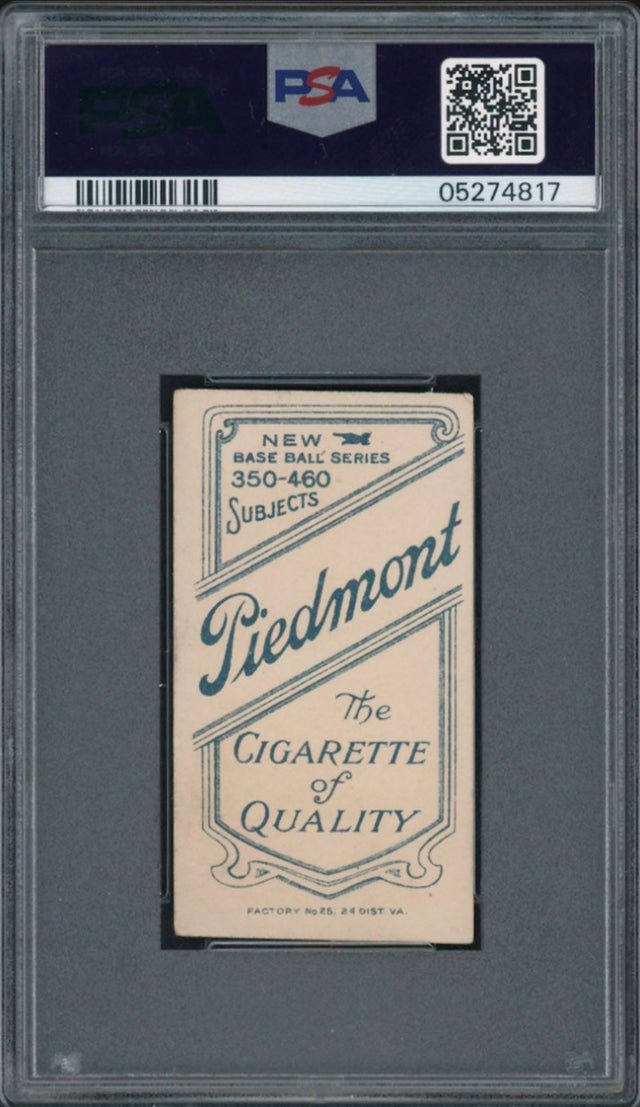 PSA
PSA
05274817
NEW
BASE BALL SERIES
350-460
SUBJECTS
Piedmont
The
CIGARETTE
of
QUALITY
FACTORY No 25, 2d DIST. VA.